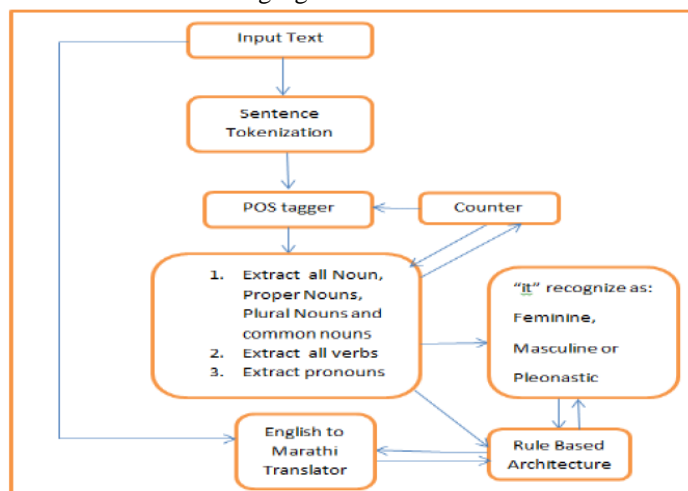 Input Text
Sentence
Tokenization
POS tagger
Counter
1. Extract all Noun,
Proper Nouns,
Plural Nouns and
common nouns
2. Extract all verbs
3. Extract pronouns
"it" recognize as:
Feminine,
Masculine or
Pleonastic
English to
Marathi
Translator
Rule Based
Architecture